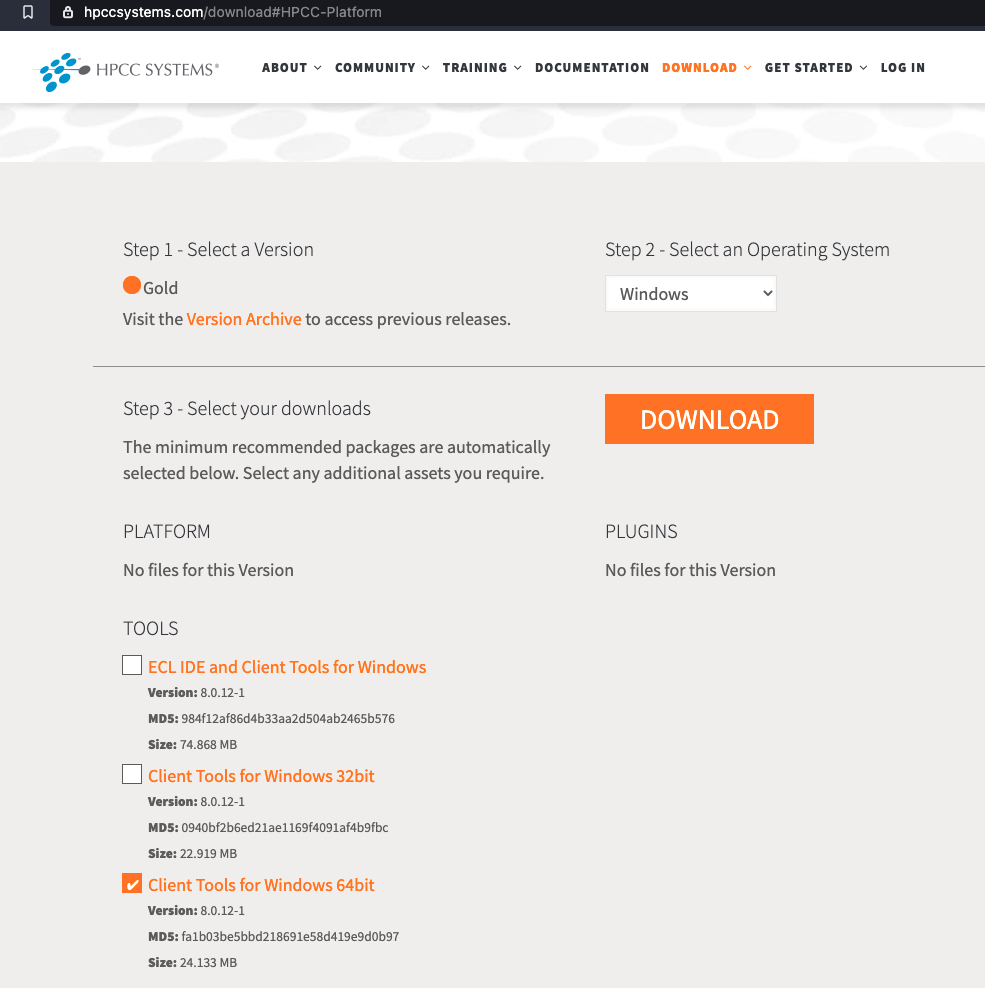 hpccsystems.com/download#HPCC-Platform
HPCC SYSTEMS®
ABOUT COMMUNITY TRAINING DOCUMENTATION DOWNLOAD GET STARTED LOG IN
Step 1 - Select a Version
Gold
Visit the Version Archive to access previous releases.
Step 2 - Select an Operating System
Windows
Step 3 - Select your downloads
The minimum recommended packages are automatically
selected below. Select any additional assets you require.
DOWNLOAD
PLATFORM
No files for this Version
PLUGINS
No files for this Version
TOOLS
ECL IDE and Client Tools for Windows
Version: 8.0.12-1
MD5: 984f12af86d4b33aa2d504ab2465b576
Size: 74.868 MB
Client Tools for Windows 32bit
Version: 8.0.12-1
MD5: 0940bf2b6ed21ae1169f4091af4b9fbc
Size: 22.919 MB
Client Tools for Windows 64bit
Version: 8.0.12-1
MD5: fa1b03be5bbd218691e58d419e9d0b97
Size: 24.133 MB